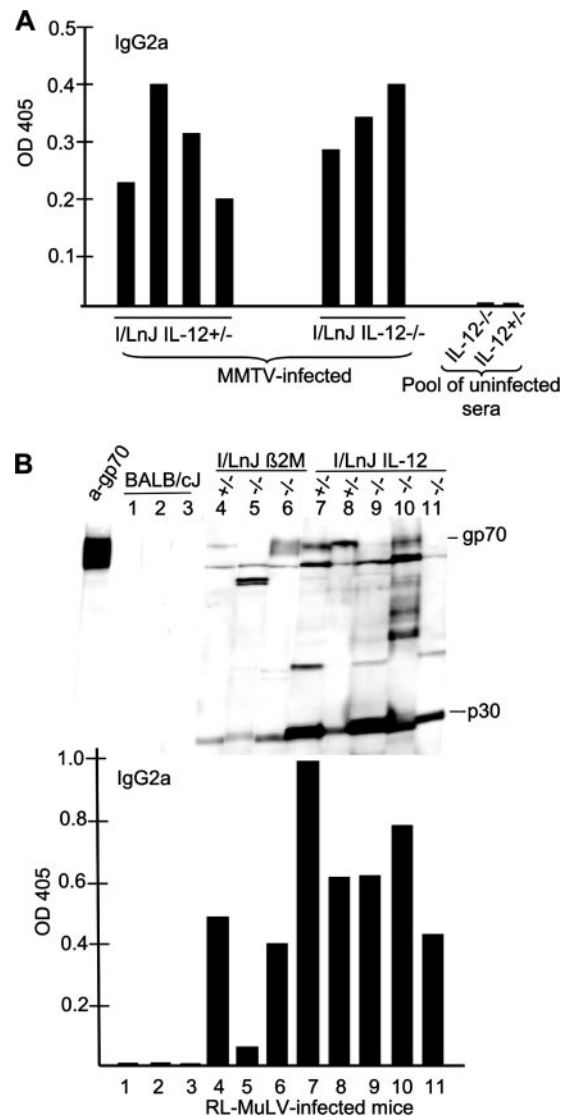 A
IgG2a
OD 405
0.5
0.4
0.3
0.2
0.1
I/LnJ IL-12+/-
I/LnJ IL-12-/-
IL-12-/-
IL-12+/-
MMTV-infected
Pool of uninfected
sera
B
a-gp70
BALB/cJ
I/LnJ ß2M
I/LnJ IL-12
+/- -/- -/- +/- +/- -/- -/- -/-
1 2 3 4 5 6 7 8 9 10 11
gp70
p30
IgG2a
OD 405
1.0
0.8
0.6
0.4
0.2
1 2 3 4 5 6 7 8 9 10 11
RL-MuLV-infected mice